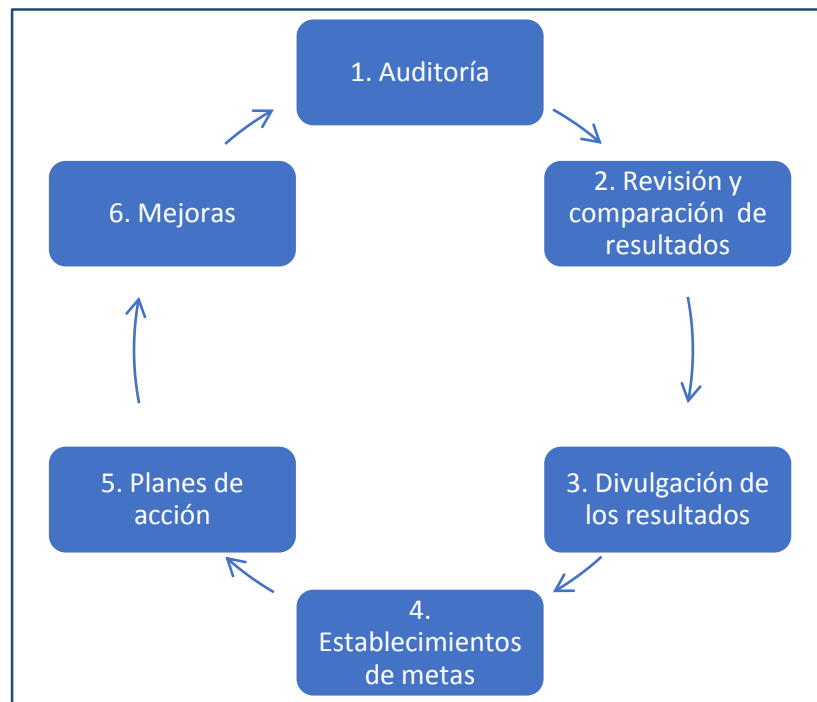 1. Auditoría
2. Revisión y
comparación de
resultados
3. Divulgación de
los resultados
4.
Establecimientos
de metas
5. Planes de
acción
6. Mejoras